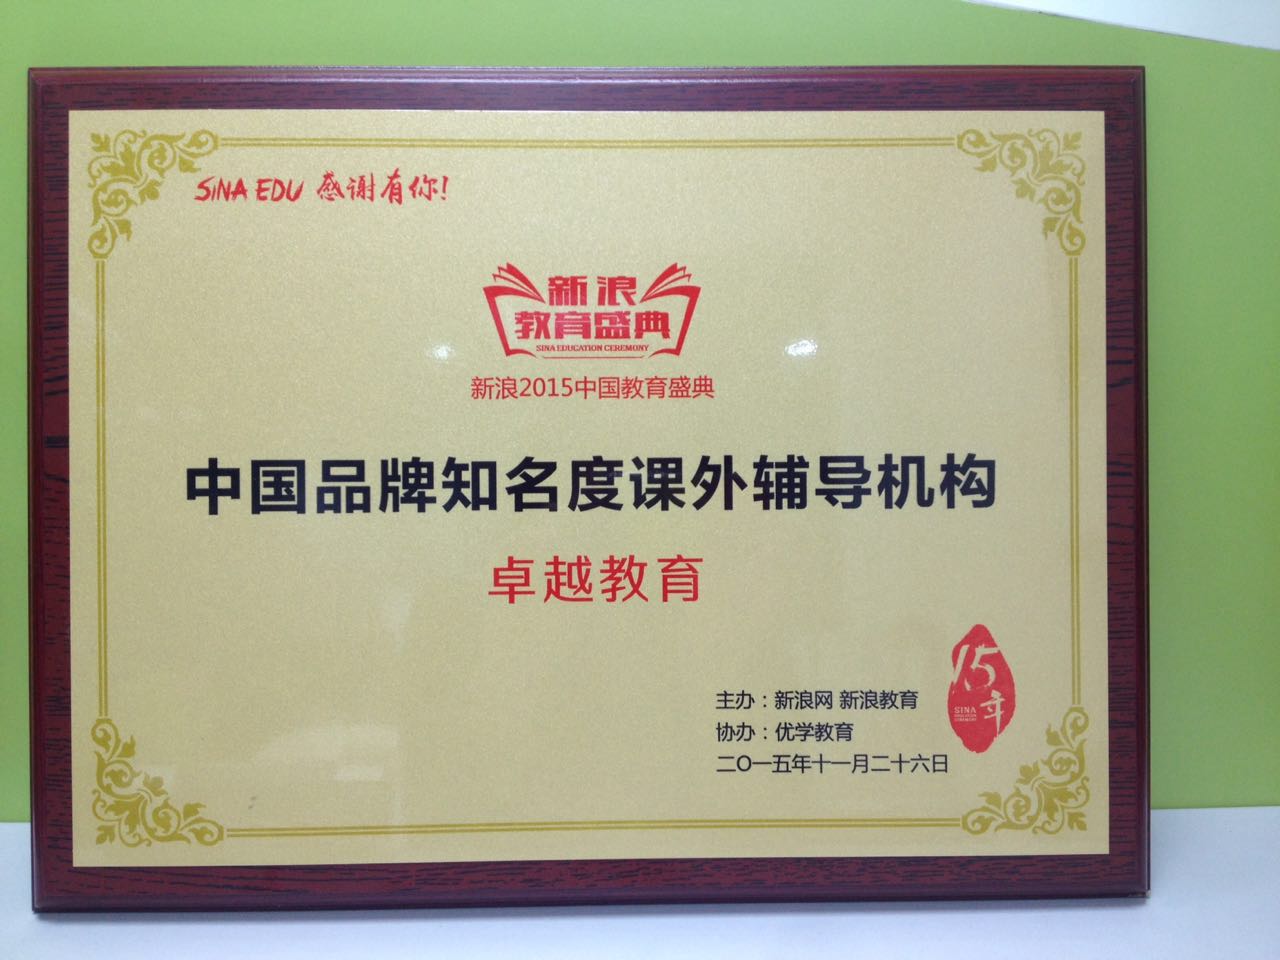 SINA EDU 感谢有你!
新浪
教育盛典
SINA EDUCATION CEREMONY
新浪2015中国教育盛典
中国品牌知名度课外辅导机构
卓越教育
15
年
SINA
EDUCATION
CEREMONY
主办：新浪网 新浪教育
协办：优学教育
二〇一五年十一月二十六日